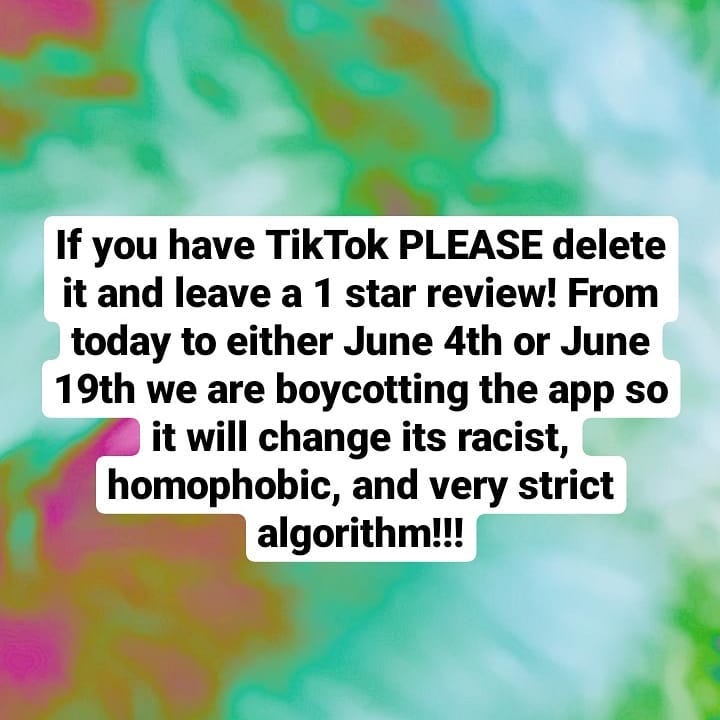 If you have TikTok PLEASE delete
it and leave a 1 star review! From
today to either June 4th or June
19th we are boycotting the app so
it will change its racist,
homophobic, and very strict
algorithm!!!